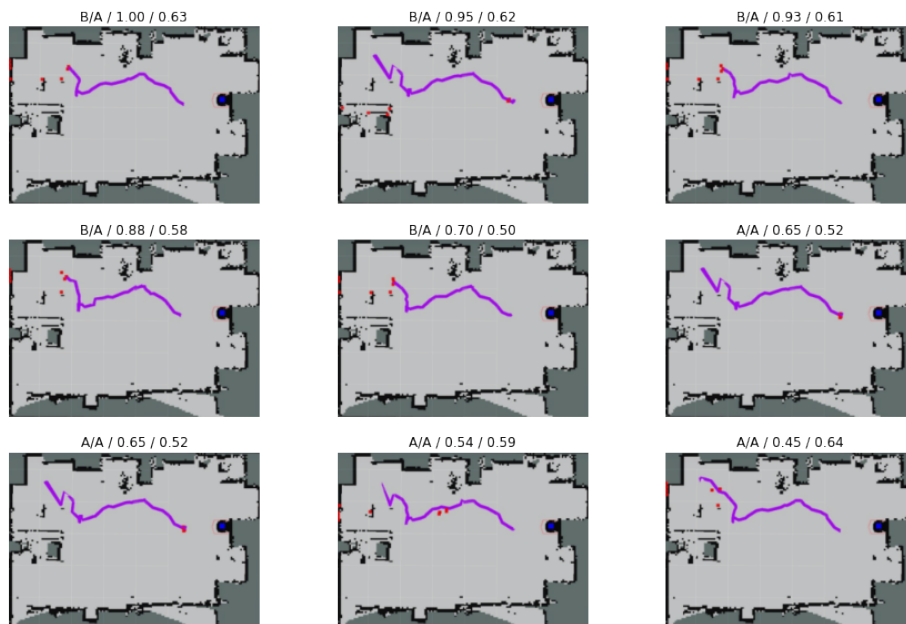 B/A / 1.00 / 0.63
B/A / 0.95 / 0.62
B/A / 0.93 / 0.61
B/A / 0.88 / 0.58
B/A / 0.70 / 0.50
A/A / 0.65 / 0.52
A/A / 0.65 / 0.52
A/A / 0.54 / 0.59
A/A / 0.45 / 0.64